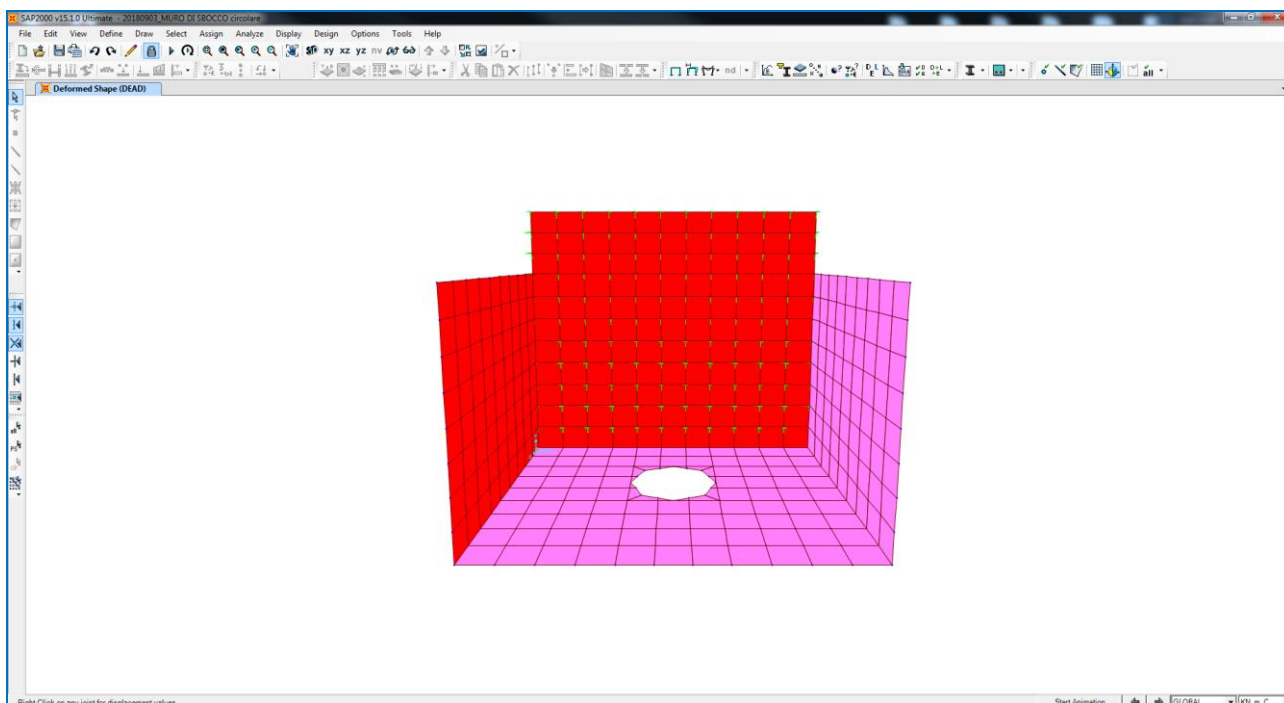 SAP2000 v15.1.0 Ultimate - 20180903_MURO DI SBOCCO circolare
File Edit View Define Draw Select Assign Analyze Display Design Options Tools Help
xy xz yz nv
nd
all
Deformed Shape (DEAD)
Right Click on any joint for displacement values
Start Animation GLOBAL KN